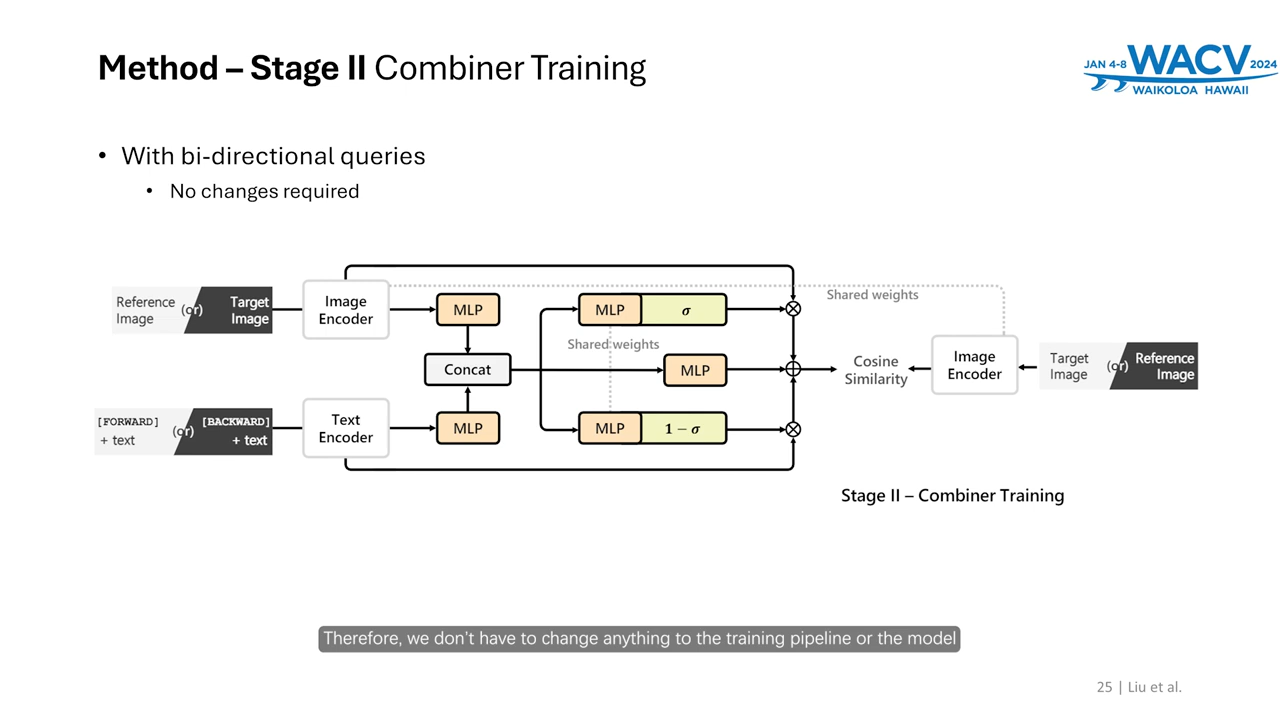 Method – Stage II Combiner Training
JAN 4-8 WACV 2024
WAIKOLOA HAWAII
• With bi-directional queries
• No changes required
Reference Image (or) Target Image
Image Encoder
MLP
MLP σ
Shared weights
Shared weights
Concat
MLP
Cosine Similarity
Image Encoder
Target Image (or) Reference Image
[FORWARD] + text (or) [BACKWARD] + text
Text Encoder
MLP
MLP 1 − σ
Stage II – Combiner Training
Therefore, we don't have to change anything to the training pipeline or the model
25 | Liu et al.